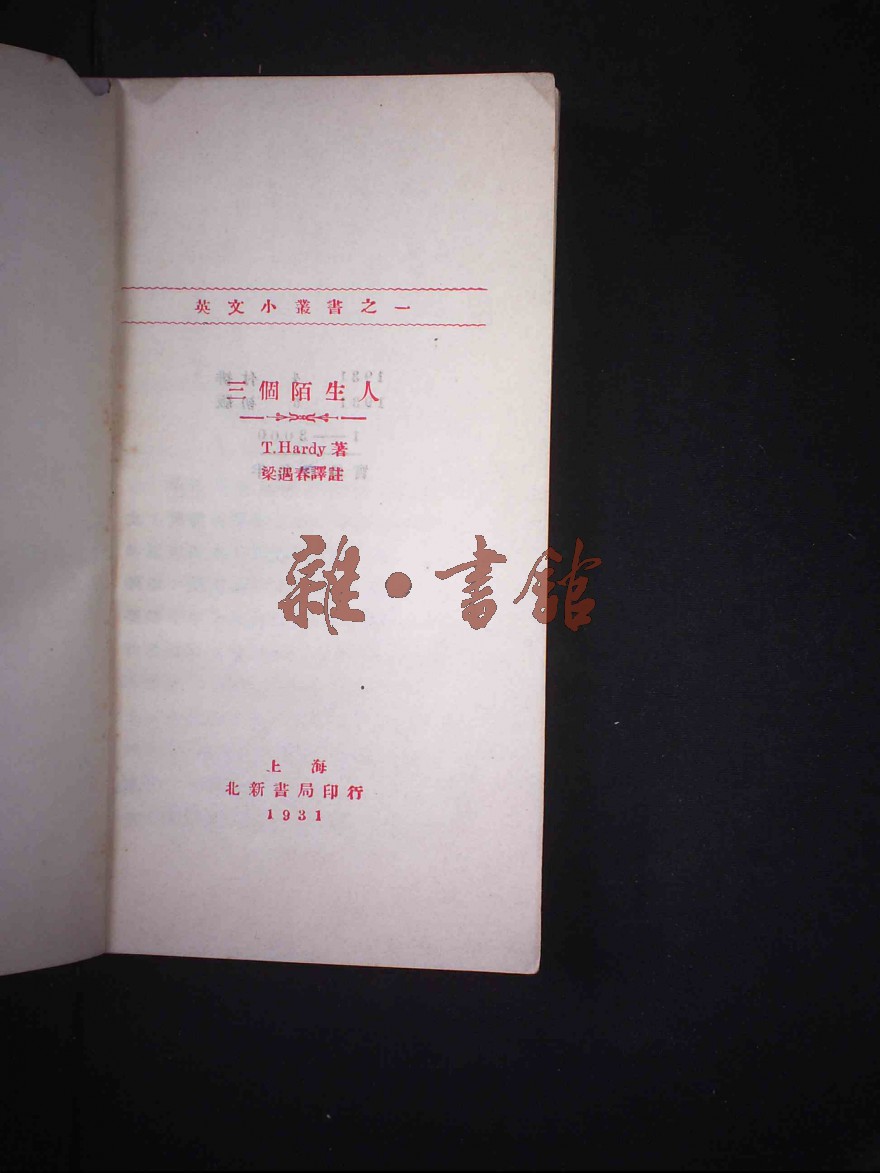 英文小叢書之一
三個陌生人
T. Hardy 著
梁遇春譯註
雜·書館
上海
北新書局印行
1931